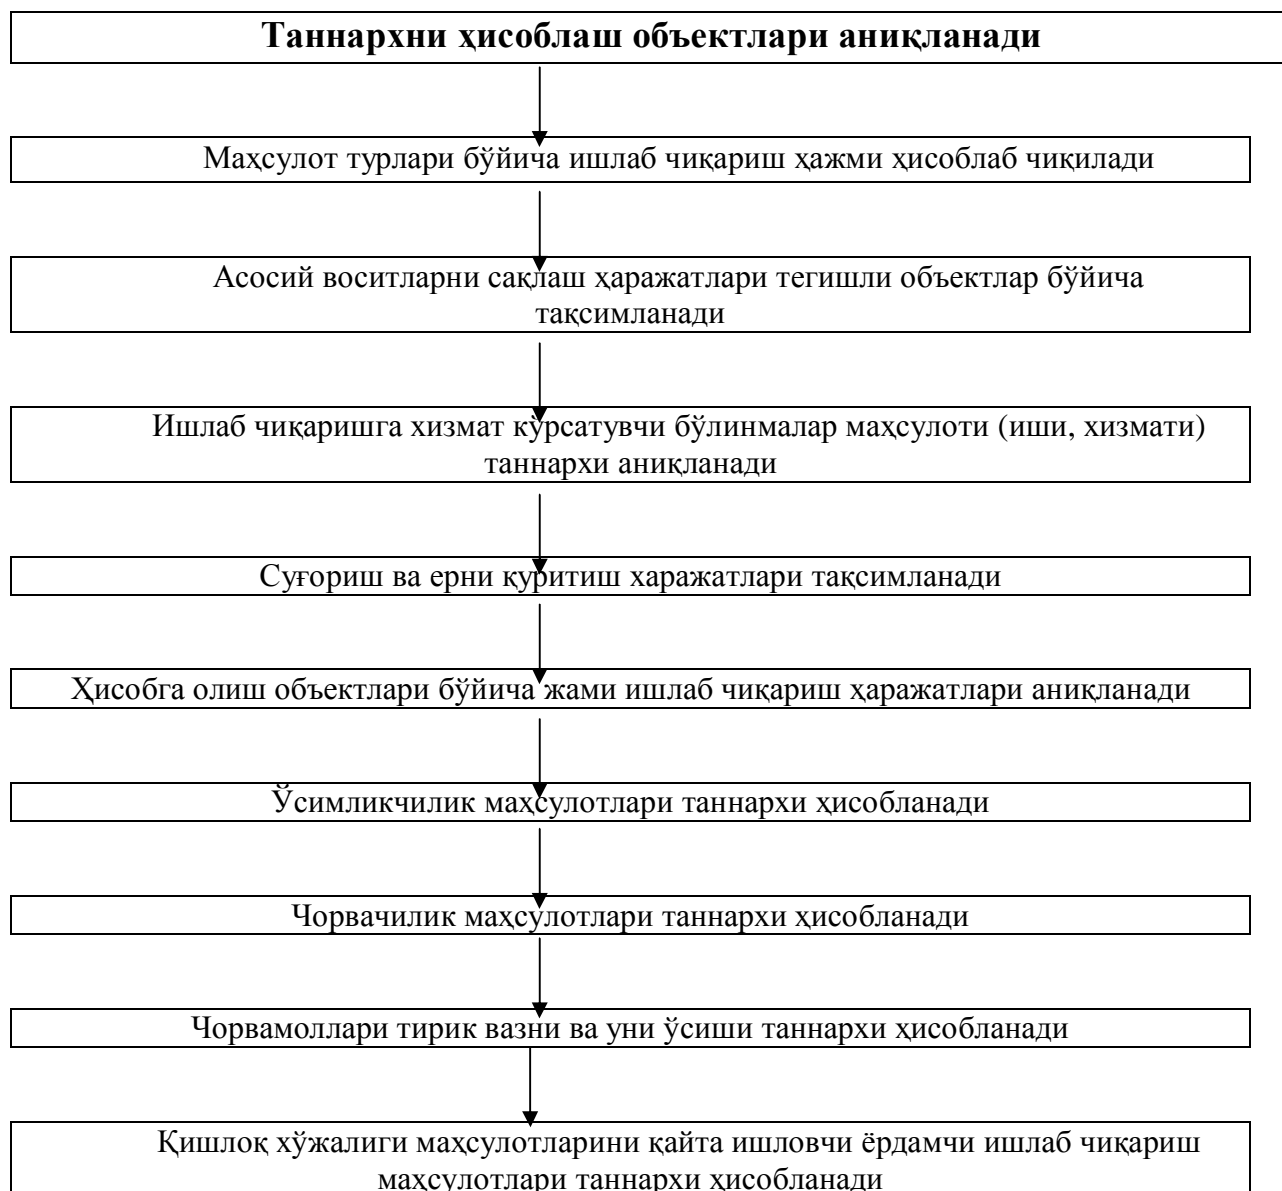 Таннархни ҳисоблаш объектлари аниқланади
Маҳсулот турлари бўйича ишлаб чиқариш ҳажми ҳисоблаб чиқилади
Асосий воситларни сақлаш ҳаражатлари тегишли объектлар бўйича
тақсимланади
Ишлаб чиқаришга хизмат кўрсатувчи бўлинмалар маҳсулоти (иши, хизмати)
таннархи аниқланади
Суғориш ва ерни қуритиш харажатлари тақсимланади
Ҳисобга олиш объектлари бўйича жами ишлаб чиқариш ҳаражатлари аниқланади
Ўсимликчилик маҳсулотлари таннархи ҳисобланади
Чорвачилик маҳсулотлари таннархи ҳисобланади
Чорвамоллари тирик вазни ва уни ўсиши таннархи ҳисобланади
Қишлоқ хўжалиги маҳсулотларини қайта ишловчи ёрдамчи ишлаб чиқариш
маҳсулотлари таннархи ҳисобланади